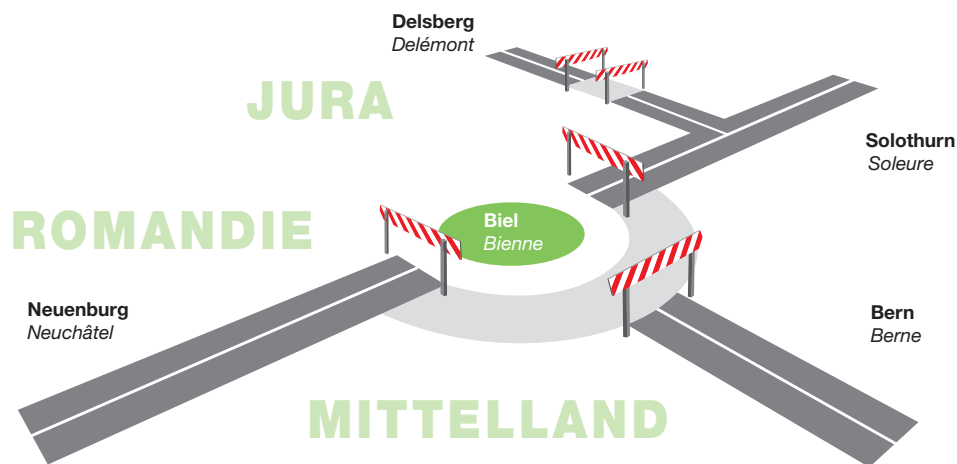 Delsberg
Delémont
JURA
Solothurn
Soleure
ROMANDIE
Biel
Bienne
Neuenburg
Neuchâtel
Bern
Berne
MITTELLAND